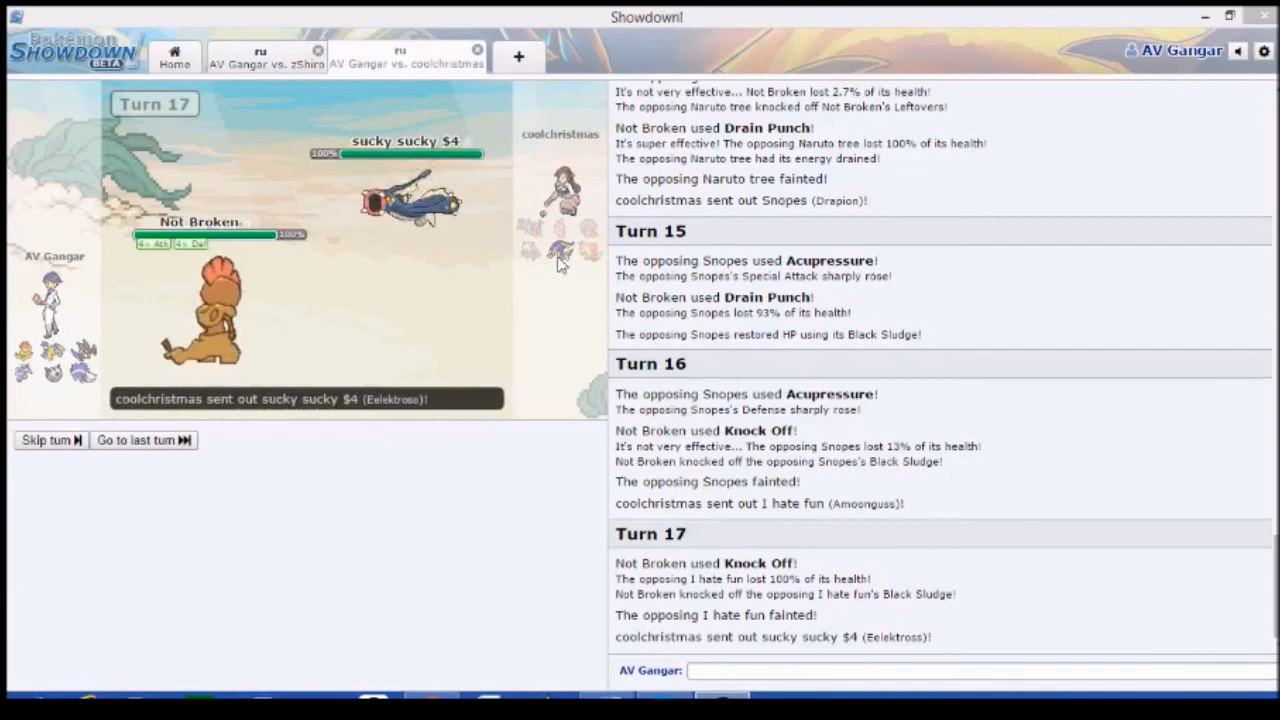 Showdown!
Pokémon
SHOWDOWN
BETA
Home
ru
AV Gangar vs. zShiro
ru
AV Gangar vs. coolchristmas
+
AV Gangar
Turn 17
sucky sucky $4
100%
coolchristmas
Not Broken
100%
4x Atk 4x Def
AV Gangar
coolchristmas sent out sucky sucky $4 (Eelektross)!
Skip turn
Go to last turn
It's not very effective... Not Broken lost 2.7% of its health!
The opposing Naruto tree knocked off Not Broken's Leftovers!
Not Broken used Drain Punch!
It's super effective! The opposing Naruto tree lost 100% of its health!
The opposing Naruto tree had its energy drained!
The opposing Naruto tree fainted!
coolchristmas sent out Snopes (Drapion)!
Turn 15
The opposing Snopes used Acupressure!
The opposing Snopes's Special Attack sharply rose!
Not Broken used Drain Punch!
The opposing Snopes lost 93% of its health!
The opposing Snopes restored HP using its Black Sludge!
Turn 16
The opposing Snopes used Acupressure!
The opposing Snopes's Defense sharply rose!
Not Broken used Knock Off!
It's not very effective... The opposing Snopes lost 13% of its health!
Not Broken knocked off the opposing Snopes's Black Sludge!
The opposing Snopes fainted!
coolchristmas sent out I hate fun (Amoonguss)!
Turn 17
Not Broken used Knock Off!
The opposing I hate fun lost 100% of its health!
Not Broken knocked off the opposing I hate fun's Black Sludge!
The opposing I hate fun fainted!
coolchristmas sent out sucky sucky $4 (Eelektross)!
AV Gangar: